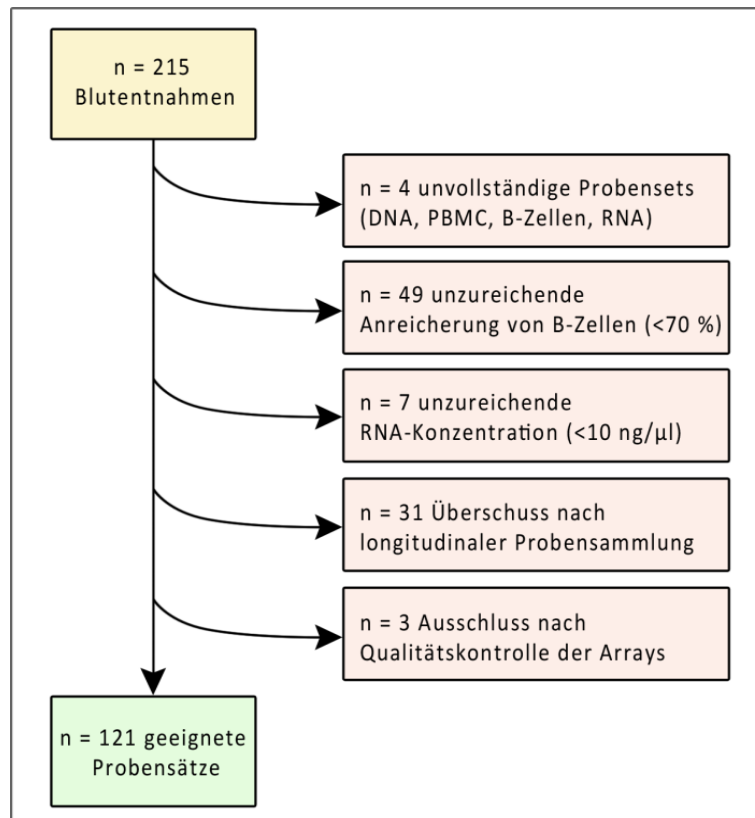 n = 215
Blutentnahmen
n = 4 unvollständige Probensets
(DNA, PBMC, B-Zellen, RNA)
n = 49 unzureichende
Anreicherung von B-Zellen (<70 %)
n = 7 unzureichende
RNA-Konzentration (<10 ng/µl)
n = 31 Überschuss nach
longitudinaler Probensammlung
n = 3 Ausschluss nach
Qualitätskontrolle der Arrays
n = 121 geeignete
Probensätze